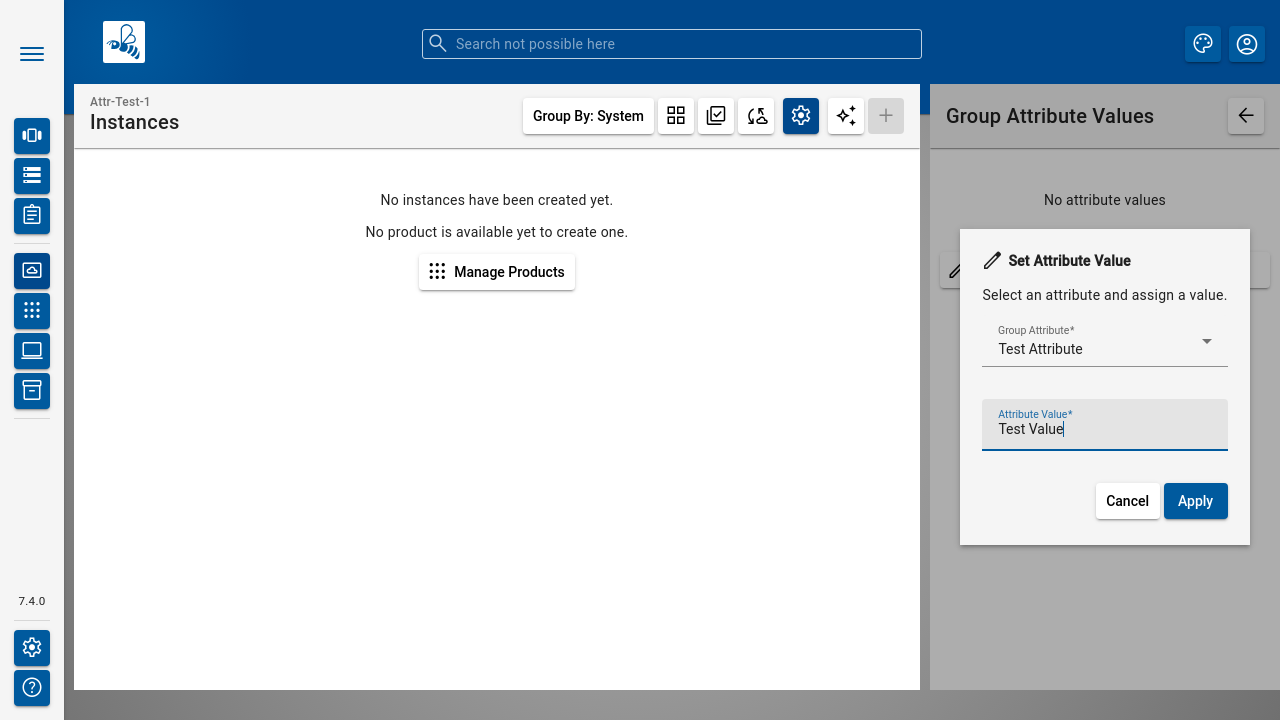 Search not possible here
Attr-Test-1
Instances
Group By: System
Group Attribute Values
No instances have been created yet.
No product is available yet to create one.
Manage Products
No attribute values
Set Attribute Value
Select an attribute and assign a value.
Group Attribute*
Test Attribute
Attribute Value*
Test Value
Cancel
Apply
7.4.0